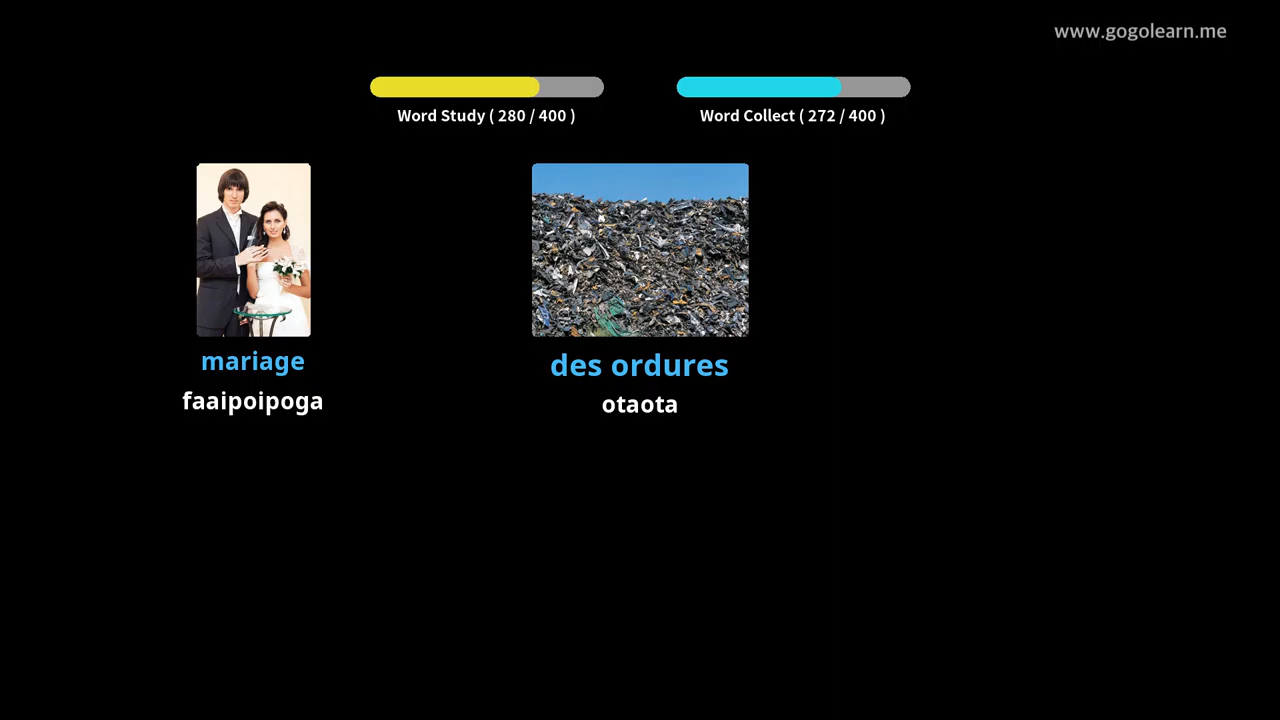 www.gogolearn.me
Word Study ( 280 / 400 )
Word Collect ( 272 / 400 )
mariage
faaipoipoga
des ordures
otaota